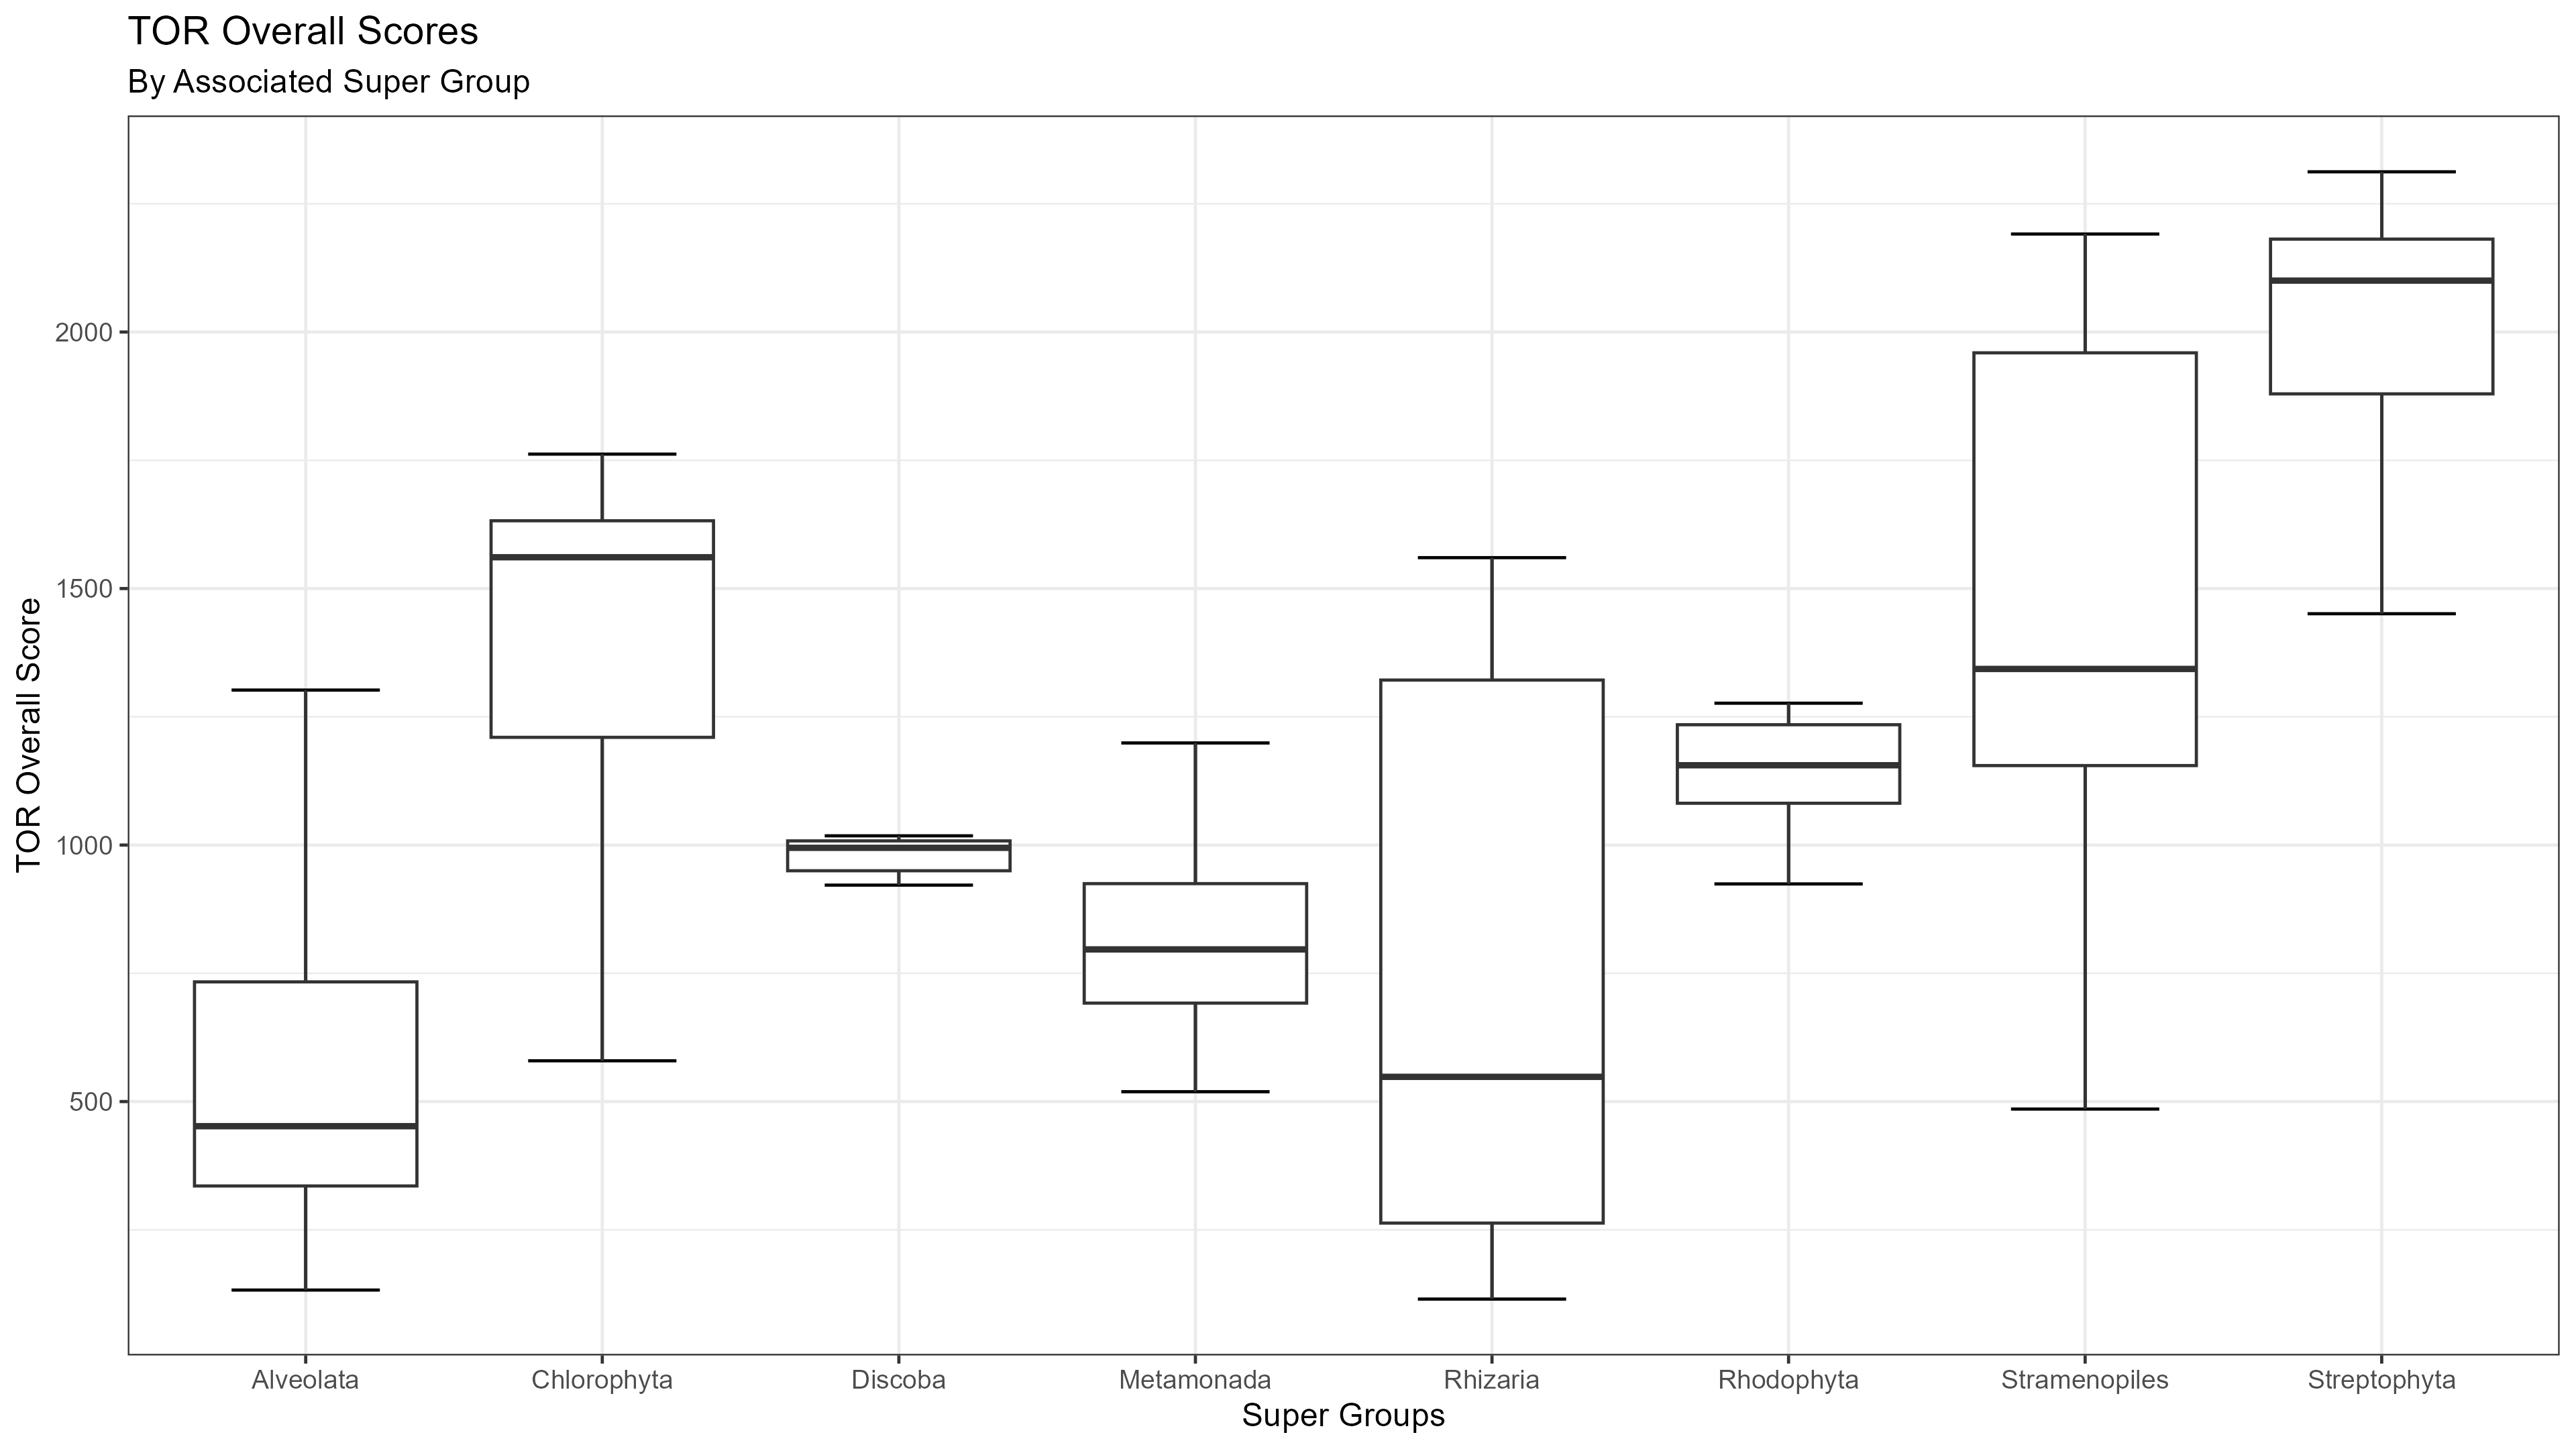 TOR Overall Scores
By Associated Super Group
TOR Overall Score
2000
1500
1000
500
Alveolata
Chlorophyta
Discoba
Metamonada
Rhizaria
Rhodophyta
Stramenopiles
Streptophyta
Super Groups